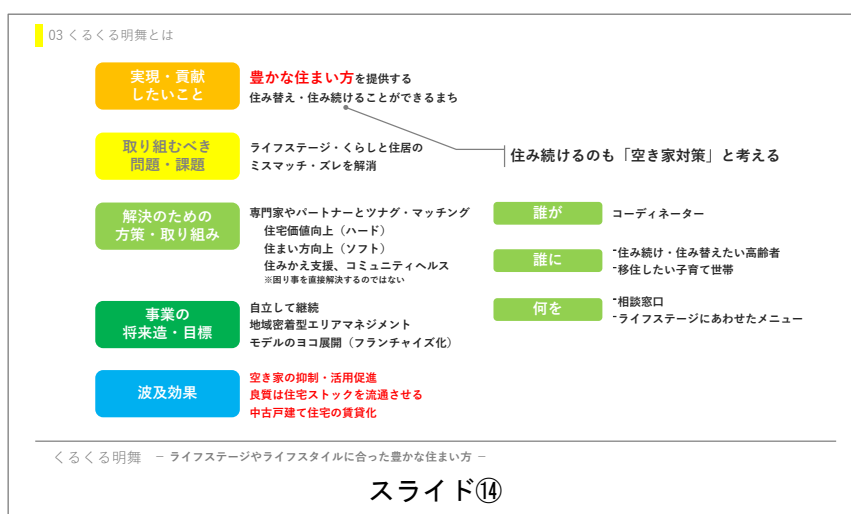 03 くるくる明舞とは
実現・貢献
したいこと
豊かな住まい方を提供する
住み替え・住み続けることができるまち
取り組むべき
問題・課題
ライフステージ・くらしと住居の
ミスマッチ・ズレを解消
住み続けるのも「空き家対策」と考える
解決のための
方策・取り組み
専門家やパートナーとツナグ・マッチング
住宅価値向上（ハード）
住まい方向上（ソフト）
住みかえ支援、コミュニティヘルス
※困り事を直接解決するのではない
誰が
コーディネーター
誰に
-住み続け・住み替えたい高齢者
-移住したい子育て世帯
何を
-相談窓口
-ライフステージにあわせたメニュー
事業の
将来造・目標
自立して継続
地域密着型エリアマネジメント
モデルのヨコ展開（フランチャイズ化）
波及効果
空き家の抑制・活用促進
良質は住宅ストックを流通させる
中古戸建て住宅の賃貸化
くるくる明舞 − ライフステージやライフスタイルに合った豊かな住まい方 −
スライド⑭